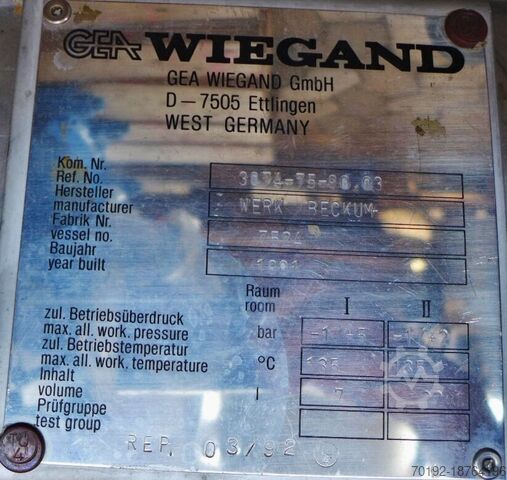 GEA WIEGAND
GEA WIEGAND GmbH
D-7505 Ettlingen
WEST GERMANY
Kom. Nr.
Ref. No.
Hersteller
manufacturer WERK BECKUM
Fabrik Nr.
vessel no.
Baujahr
year built
Raum
room I II
zul. Betriebsüberdruck
max. all. work. pressure bar
zul. Betriebstemperatur
max. all. work. temperature °C
Inhalt
volume l
Prüfgruppe
test group
REP. 03/92
70192-18764196